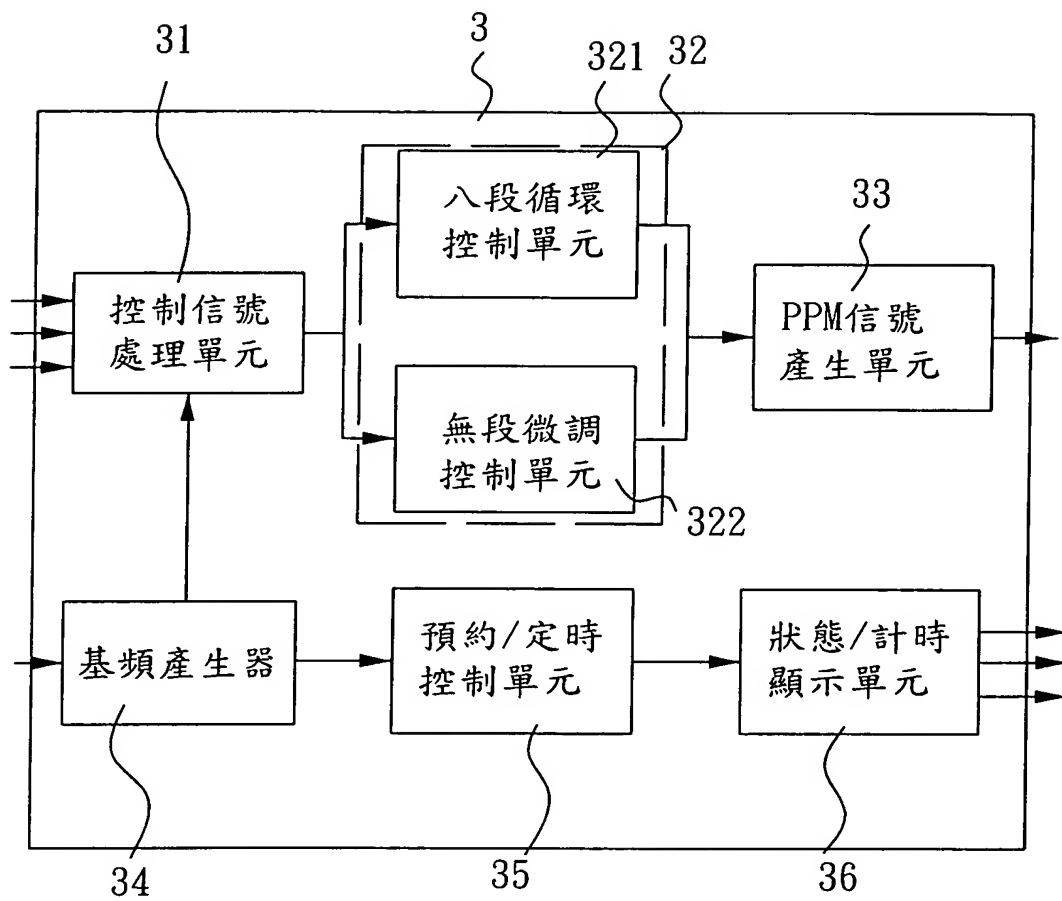 31
3
321
32
八段循環
控制單元
33
控制信號
處理單元
PPM信號
產生單元
無段微調
控制單元
322
基頻產生器
預約/定時
控制單元
狀態/計時
顯示單元
34
35
36